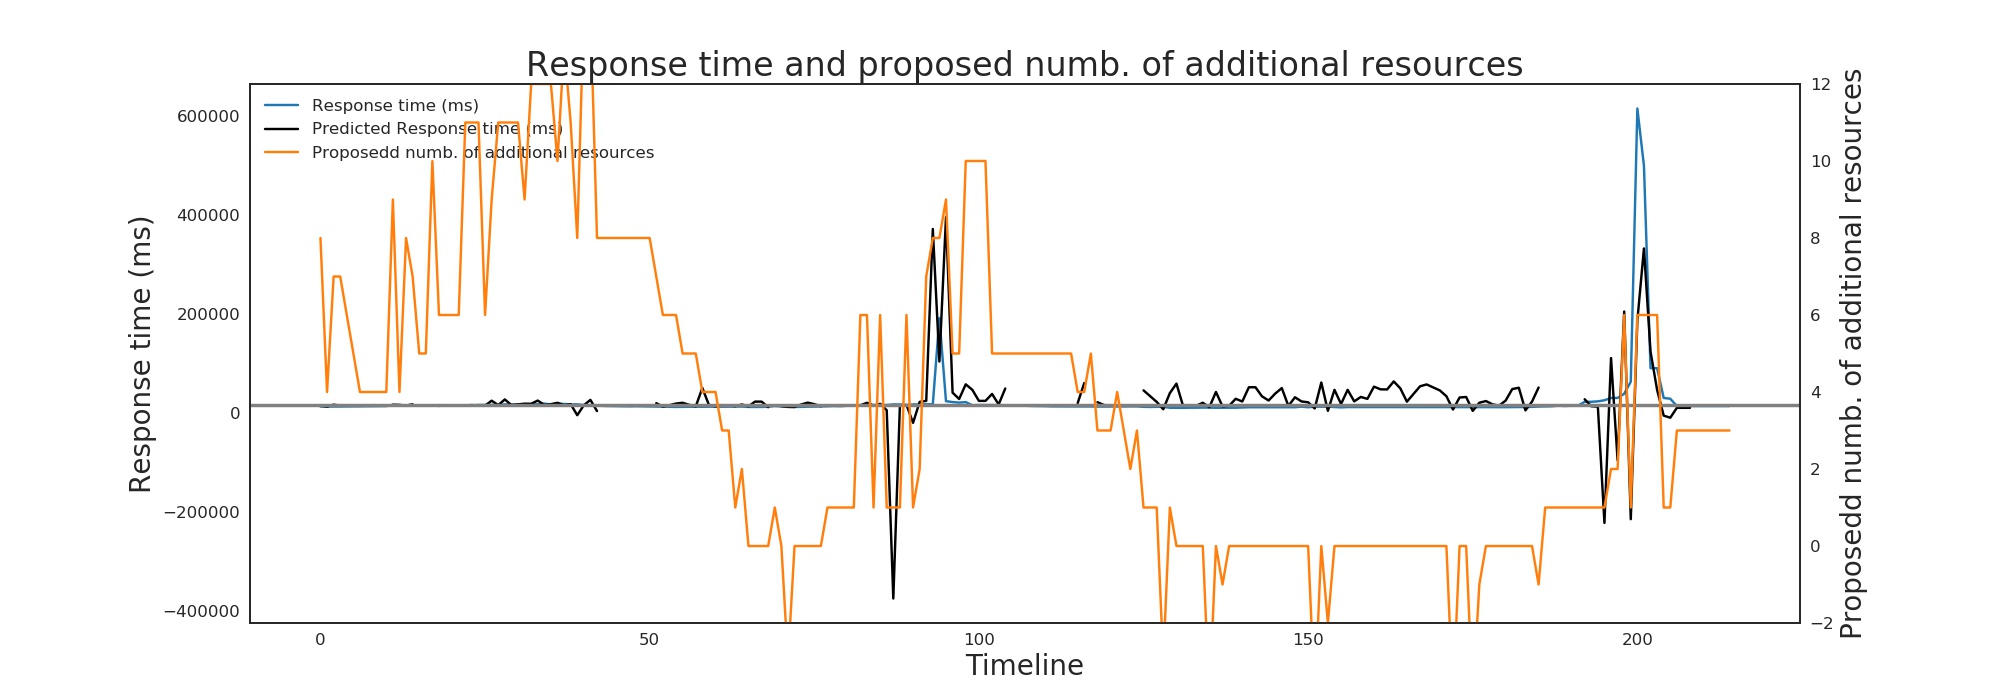 Response time and proposed numb. of additional resources
Response time (ms)
Predicted Response time (ms)
Proposedd numb. of additional resources
Response time (ms)
600000
400000
200000
0
−200000
−400000
12
10
8
6
4
2
0
−2
Proposedd numb. of additional resources
0
50
100
150
200
Timeline